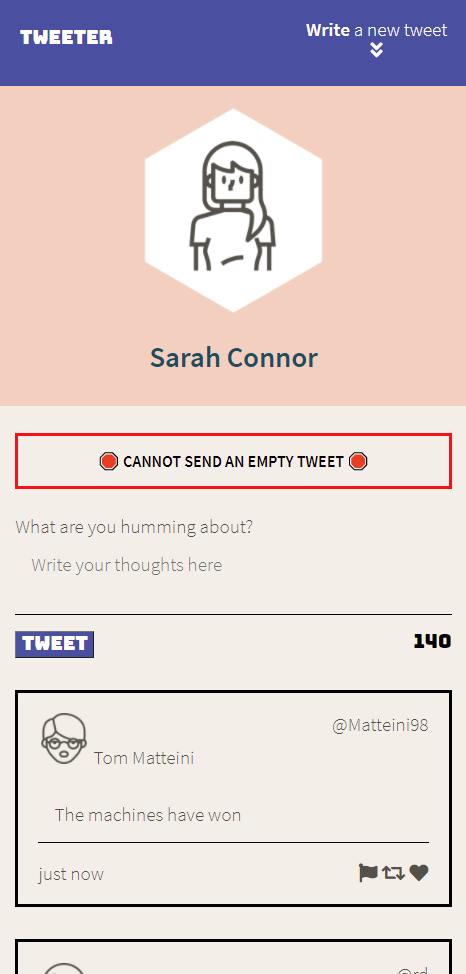 TWEETER
Write a new tweet
Sarah Connor
CANNOT SEND AN EMPTY TWEET
What are you humming about?
Write your thoughts here
TWEET
140
@Matteini98
Tom Matteini
The machines have won
just now
@rd